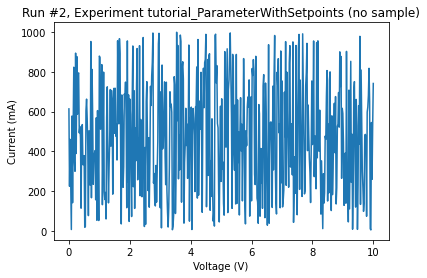 Run #2, Experiment tutorial_ParameterWithSetpoints (no sample)
1000
800
600
400
200
0
Current (mA)
0 2 4 6 8 10
Voltage (V)